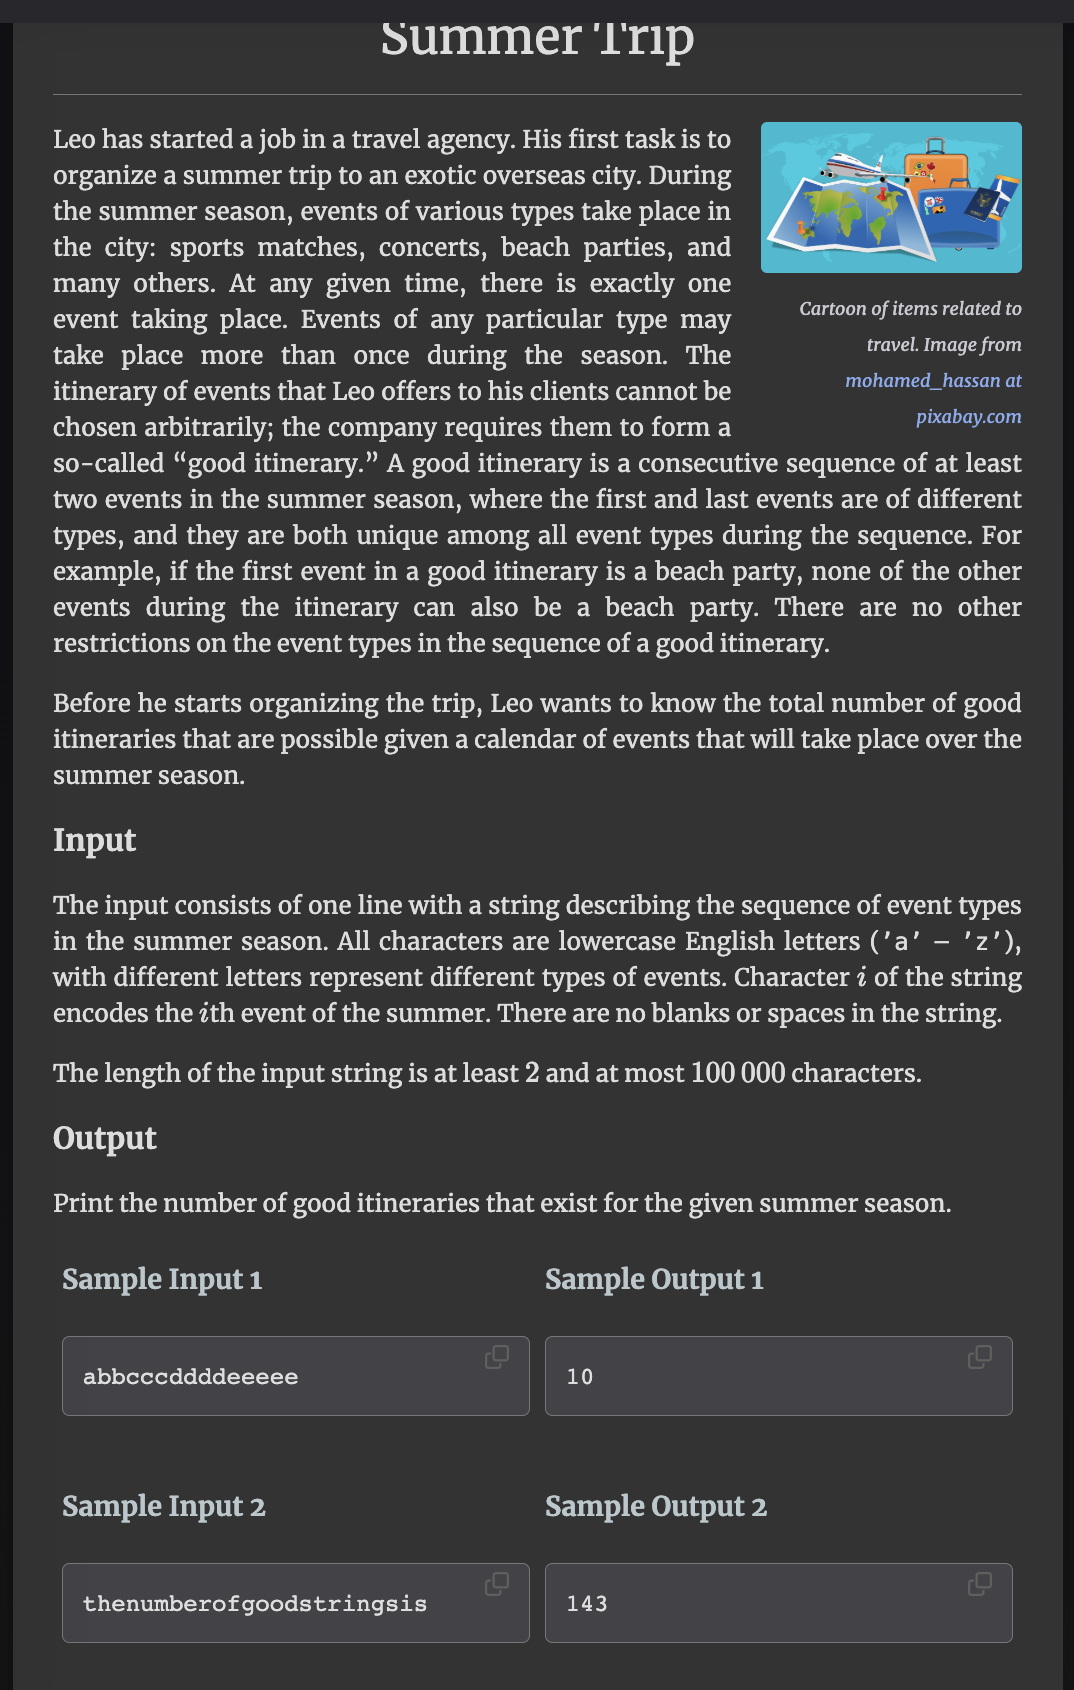 Summer Trip
Leo has started a job in a travel agency. His first task is to
organize a summer trip to an exotic overseas city. During
the summer season, events of various types take place in
the city: sports matches, concerts, beach parties, and
many others. At any given time, there is exactly one
event taking place. Events of any particular type may
take place more than once during the season. The
itinerary of events that Leo offers to his clients cannot be
chosen arbitrarily; the company requires them to form a
so-called “good itinerary.” A good itinerary is a consecutive sequence of at least
two events in the summer season, where the first and last events are of different
types, and they are both unique among all event types during the sequence. For
example, if the first event in a good itinerary is a beach party, none of the other
events during the itinerary can also be a beach party. There are no other
restrictions on the event types in the sequence of a good itinerary.
Cartoon of items related to
travel. Image from
mohamed_hassan at
pixabay.com
Before he starts organizing the trip, Leo wants to know the total number of good
itineraries that are possible given a calendar of events that will take place over the
summer season.
Input
The input consists of one line with a string describing the sequence of event types
in the summer season. All characters are lowercase English letters (’a’ – ’z’),
with different letters represent different types of events. Character i of the string
encodes the ith event of the summer. There are no blanks or spaces in the string.
The length of the input string is at least 2 and at most 100 000 characters.
Output
Print the number of good itineraries that exist for the given summer season.
Sample Input 1
Sample Output 1
abbcccddddeeeee
10
Sample Input 2
Sample Output 2
thenumberofgoodstringsis
143